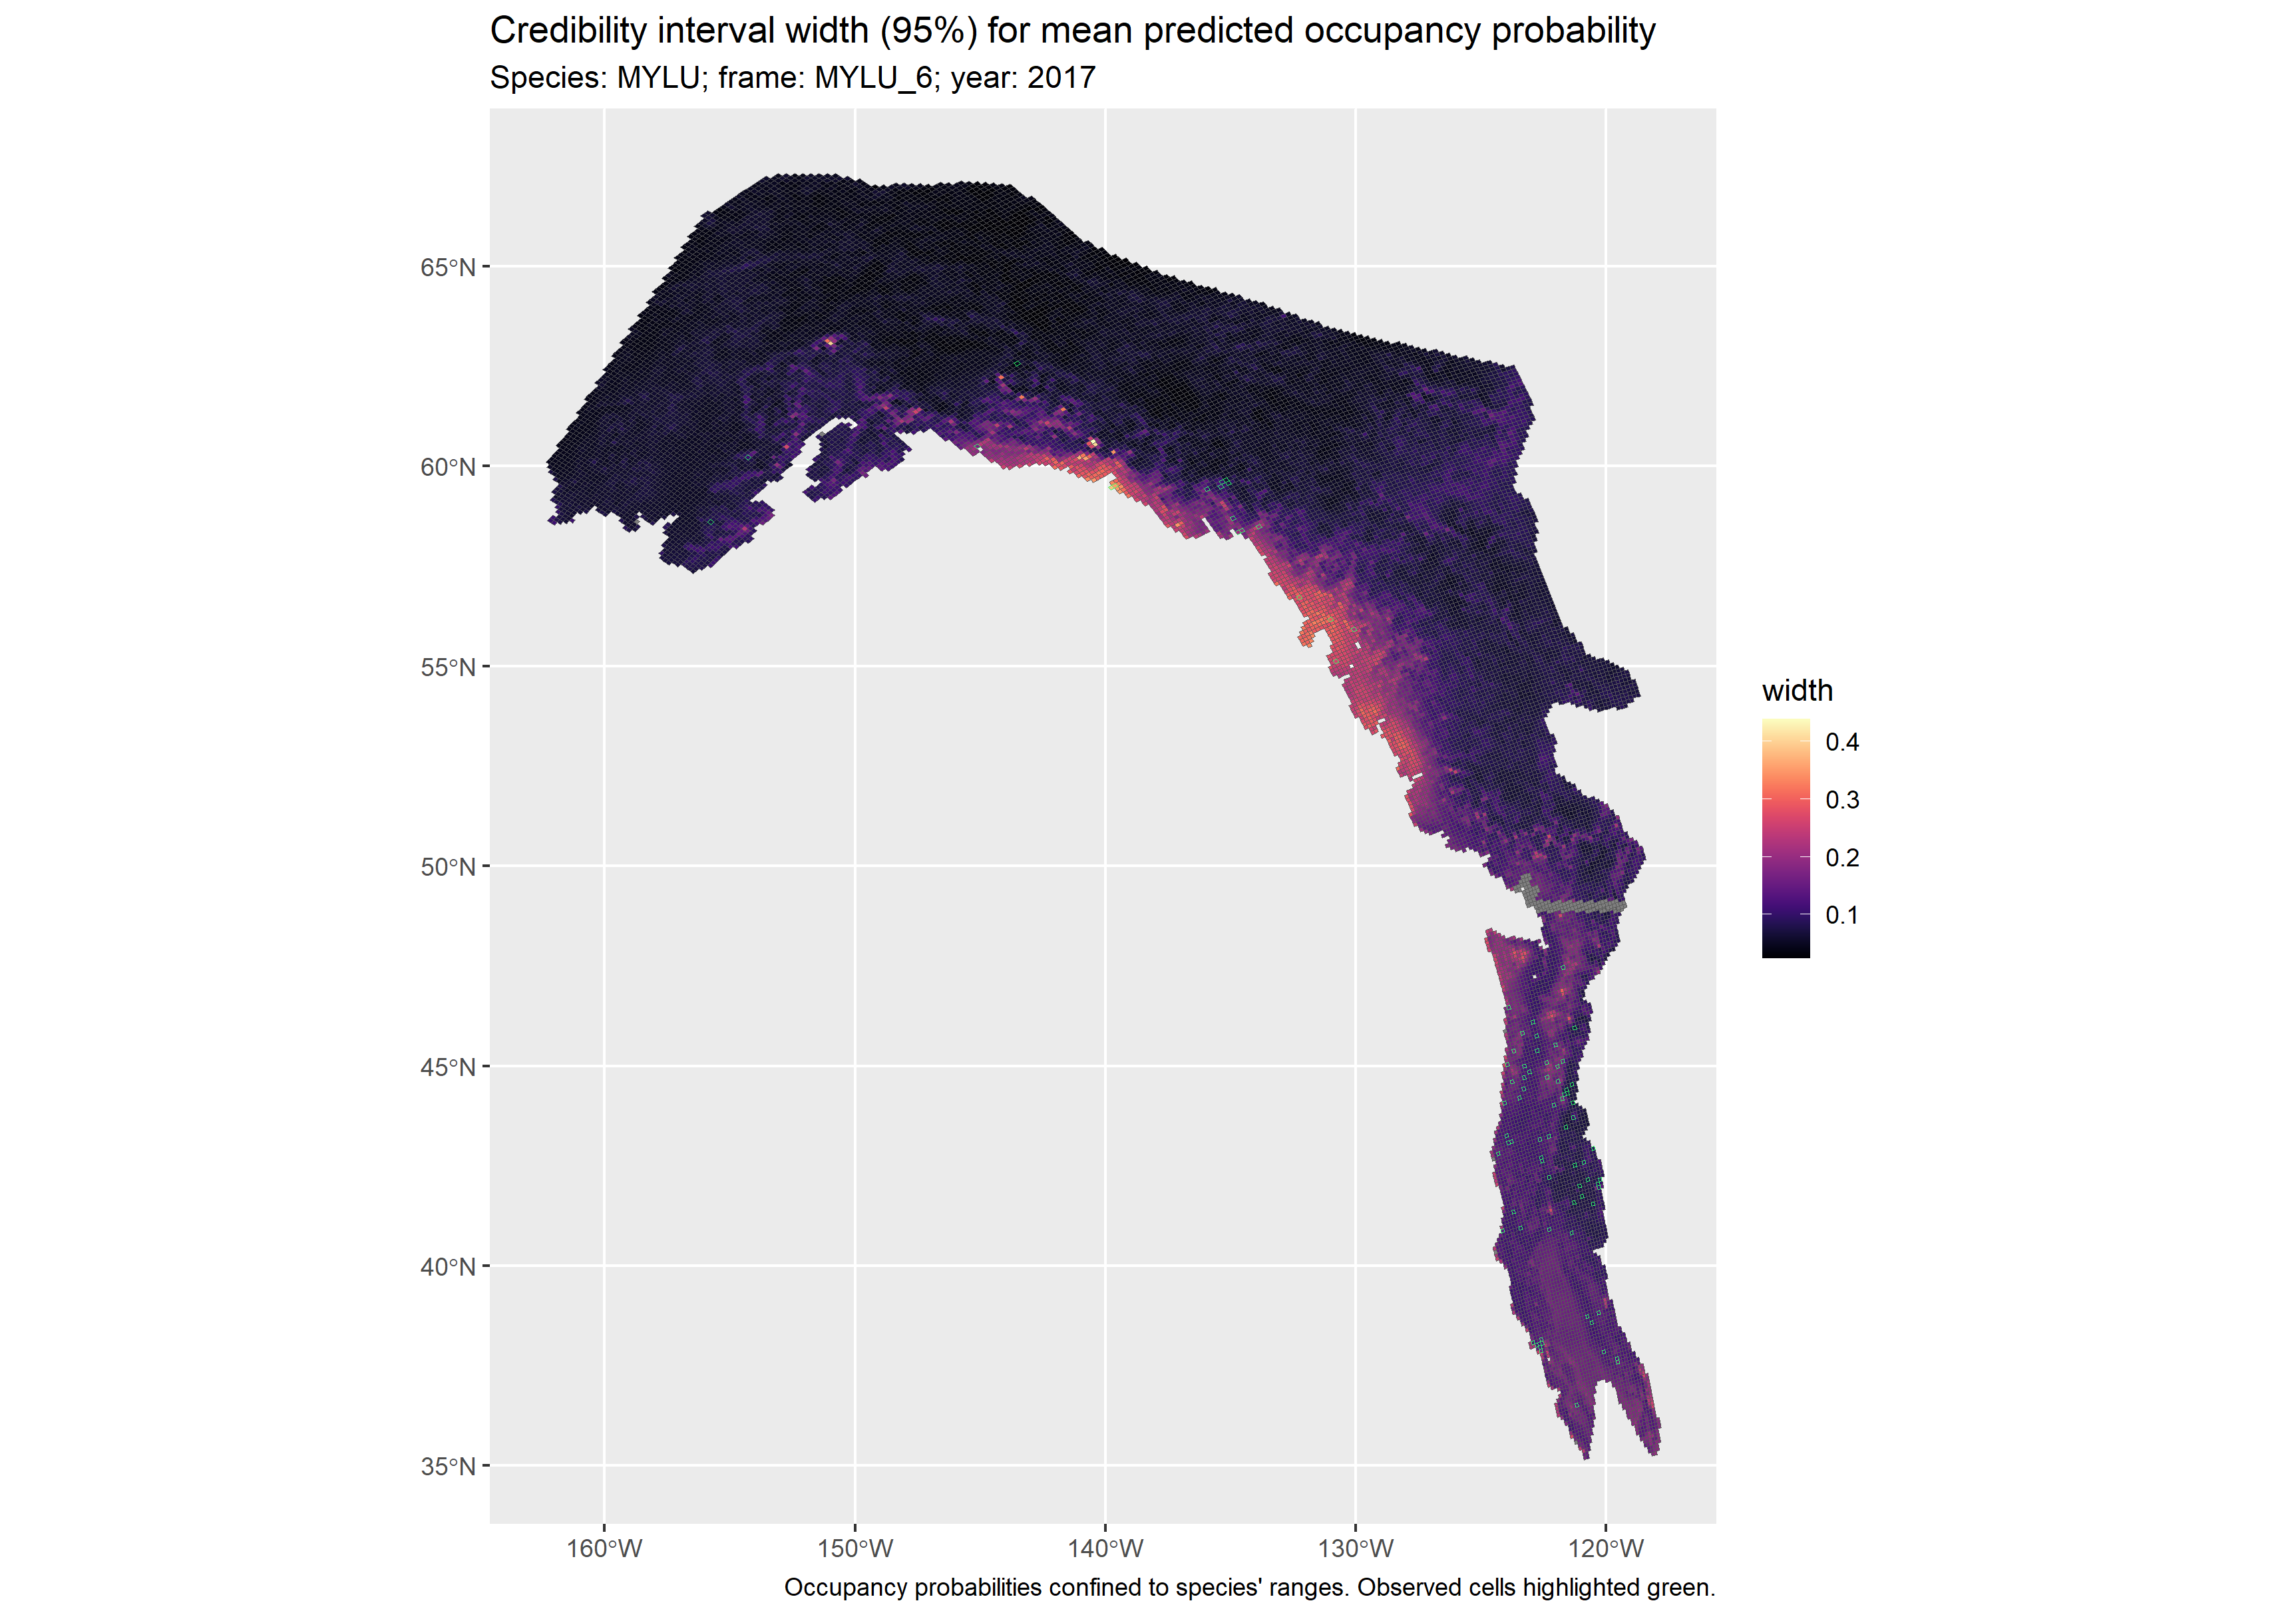 Credibility interval width (95%) for mean predicted occupancy probability
Species: MYLU; frame: MYLU_6; year: 2017
65°N
60°N
55°N
50°N
45°N
40°N
35°N
160°W
150°W
140°W
130°W
120°W
width
0.4
0.3
0.2
0.1
Occupancy probabilities confined to species' ranges. Observed cells highlighted green.